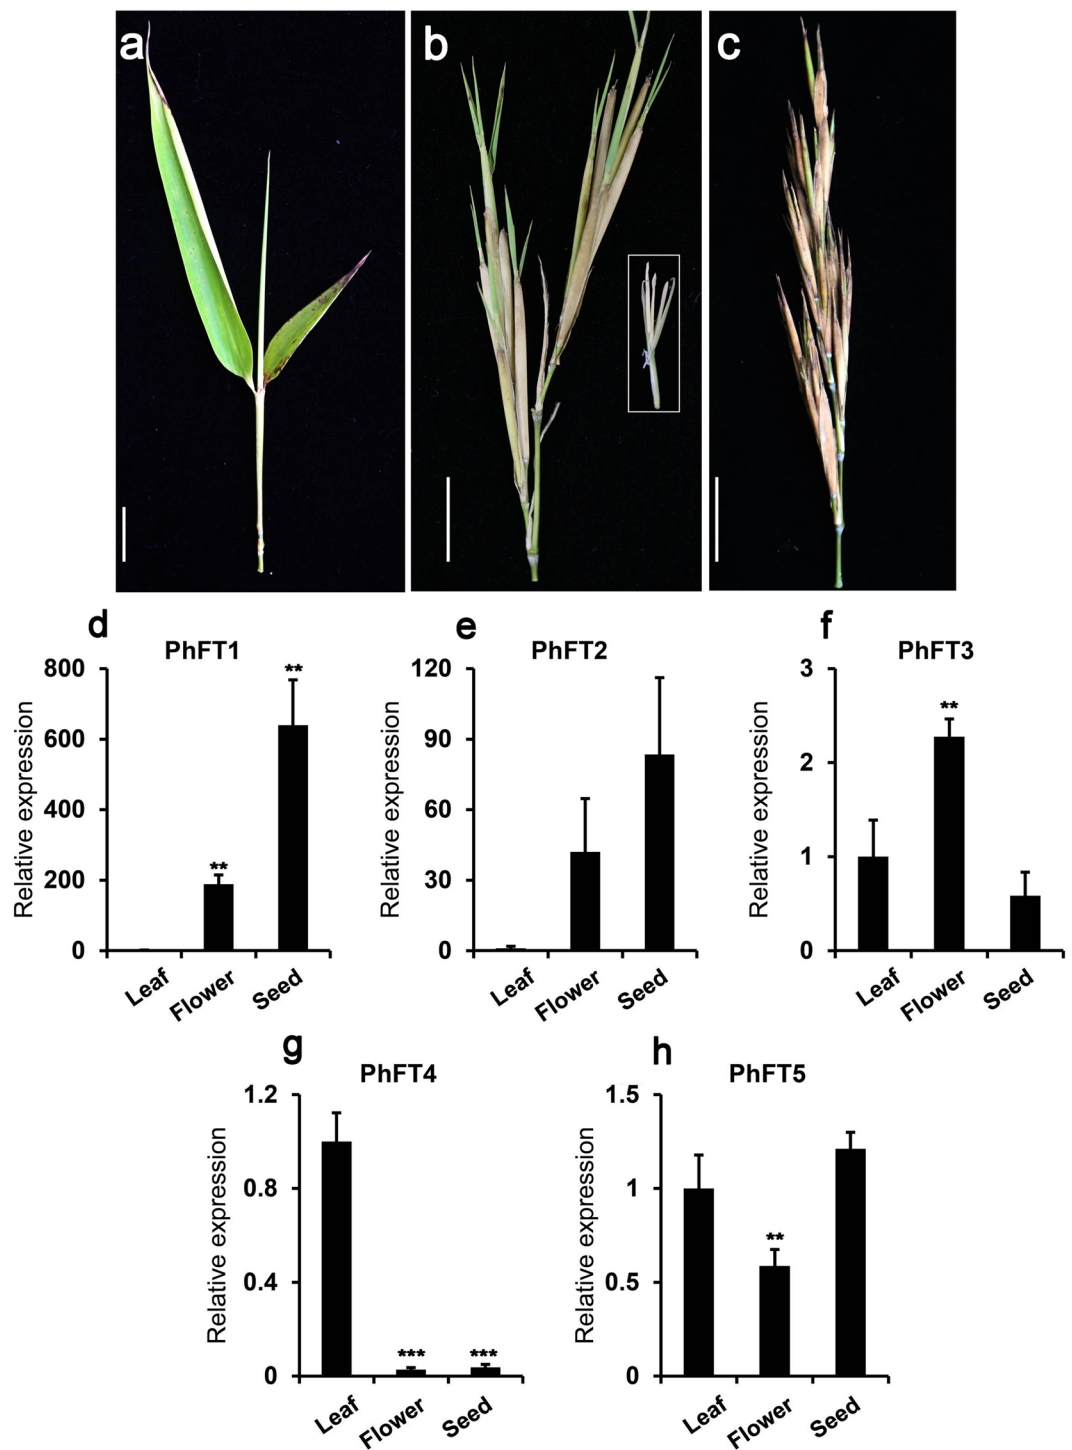 a b c
d e f
PhFT1 PhFT2 PhFT3
** ** **
800 120 3
600 90 2
400 60 1
200 30 0
0 0
**
Relative expression Relative expression Relative expression
Leaf Flower Seed Leaf Flower Seed Leaf Flower Seed
g h
PhFT4 PhFT5
1.2 1.5
0.8 1
0.4 0.5
0 0
*** *** **
Relative expression Relative expression
Leaf Flower Seed Leaf Flower Seed